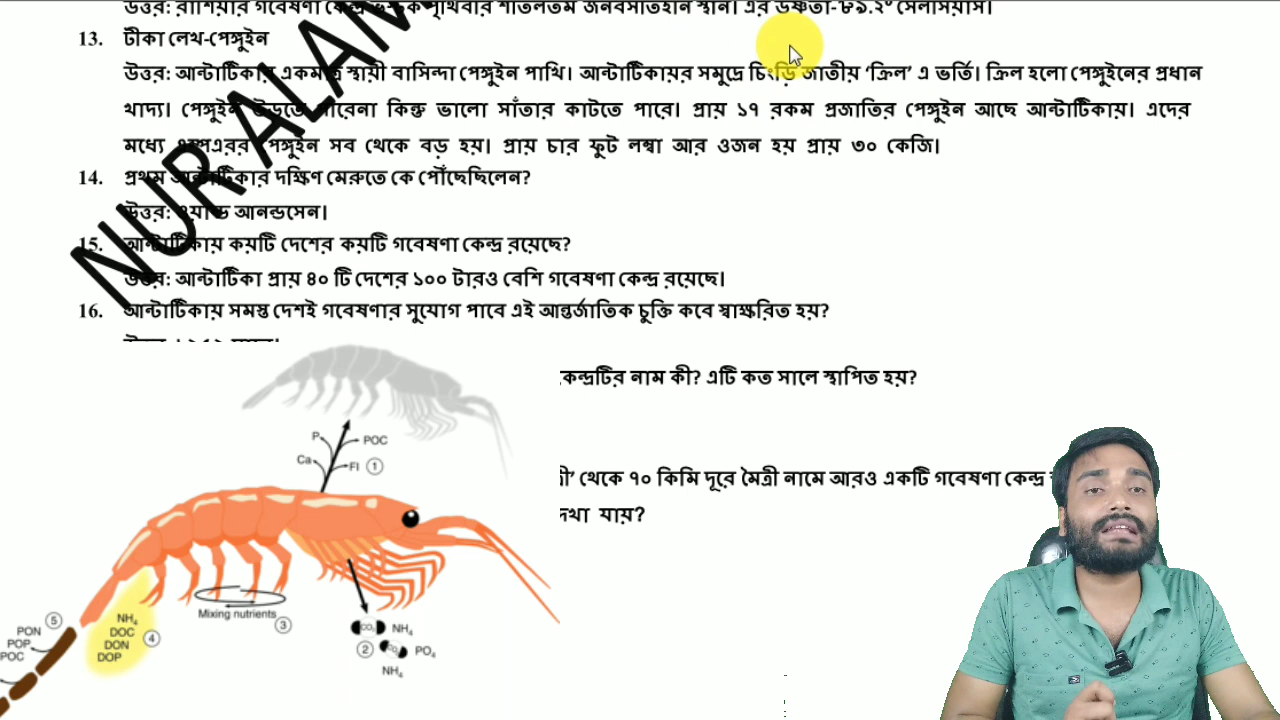 উত্তর: রাশিয়ার গবেষণা কেন্দ্র পৃথিবীর শীতলতম জনবসতিহীন স্থান। এর উষ্ণতা-৮৯.২° সেলসিয়াস।
13. টীকা লেখ-পেঙ্গুইন
উত্তর: আন্টার্টিকার একমাত্র স্থায়ী বাসিন্দা পেঙ্গুইন পাখি। আন্টার্টিকায়র সমুদ্রে চিংড়ি জাতীয় ‘ক্রিল’ এ ভর্তি। ক্রিল হলো পেঙ্গুইনের প্রধান
খাদ্য। পেঙ্গুইন উড়তে পারেনা কিন্তু ভালো সাঁতার কাটতে পারে। প্রায় ১৭ রকম প্রজাতির পেঙ্গুইন আছে আন্টার্টিকায়। এদের
মধ্যে পেঙ্গুইন সব থেকে বড় হয়। প্রায় চার ফুট লম্বা আর ওজন হয় প্রায় ৩০ কেজি।
14. প্রথম আন্টার্টিকার দক্ষিণ মেরুতে কে পৌঁছেছিলেন?
উত্তর: আনন্ডসেন।
15. আন্টার্টিকায় কয়টি দেশের কয়টি গবেষণা কেন্দ্র রয়েছে?
উত্তর: আন্টার্টিকা প্রায় ৪০ টি দেশের ১০০ টারও বেশি গবেষণা কেন্দ্র রয়েছে।
16. আন্টার্টিকায় সমস্ত দেশই গবেষণার সুযোগ পাবে এই আন্তর্জাতিক চুক্তি কবে স্বাক্ষরিত হয়?
কেন্দ্রটির নাম কী? এটি কত সালে স্থাপিত হয়?
থেকে ৭০ কিমি দূরে মৈত্রী নামে আরও একটি গবেষণা কেন্দ্র
দেখা যায়?
NUR ALAM
P POC
Ca FI 1
Mixing nutrients 3
CO₂ NH₄
2 CO₂ PO₄
NH₄
5
PON
POP
POC
NH₄
DOC 4
DON
DOP